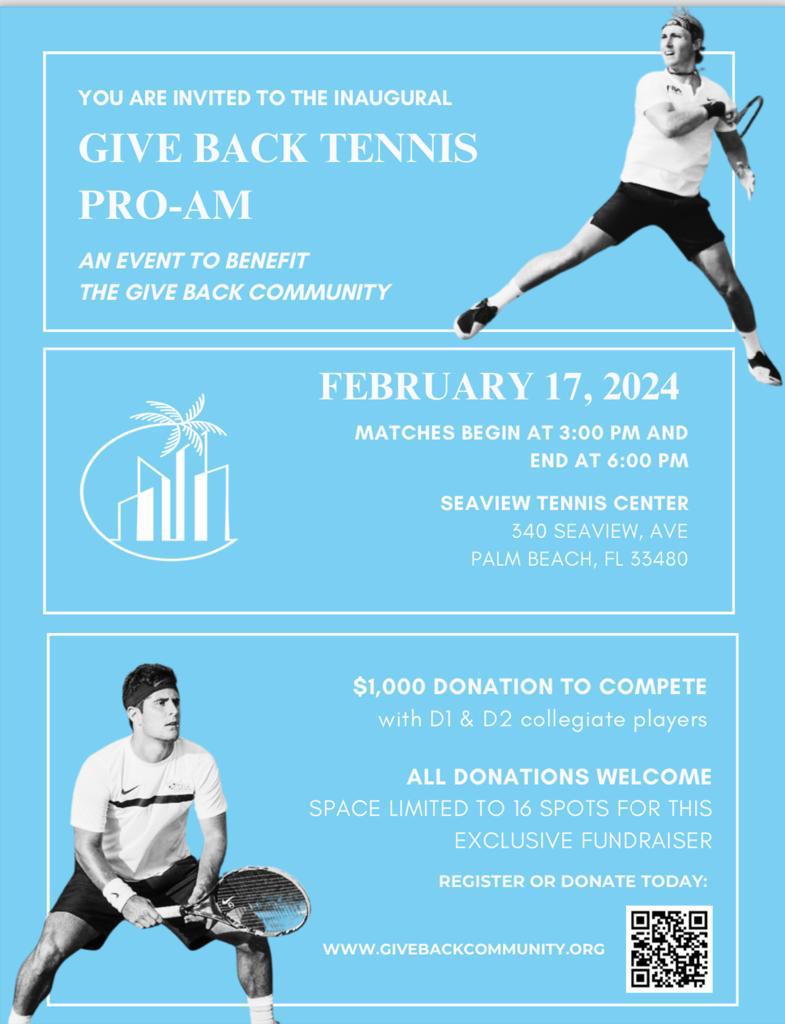 YOU ARE INVITED TO THE INAUGURAL
GIVE BACK TENNIS
PRO-AM
AN EVENT TO BENEFIT
THE GIVE BACK COMMUNITY
FEBRUARY 17, 2024
MATCHES BEGIN AT 3:00 PM AND
END AT 6:00 PM
SEAVIEW TENNIS CENTER
340 SEAVIEW, AVE
PALM BEACH, FL 33480
$1,000 DONATION TO COMPETE
with D1 & D2 collegiate players
ALL DONATIONS WELCOME
SPACE LIMITED TO 16 SPOTS FOR THIS
EXCLUSIVE FUNDRAISER
REGISTER OR DONATE TODAY:
WWW.GIVEBACKCOMMUNITY.ORG